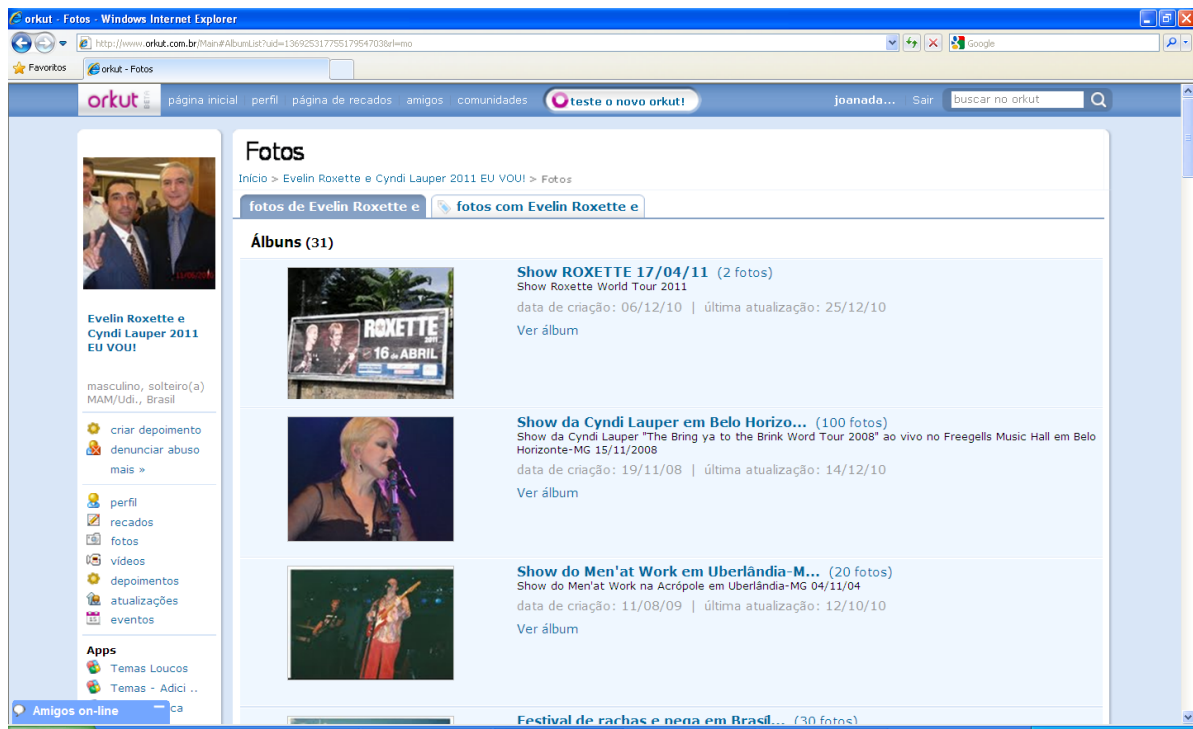 orkut - Fotos - Windows Internet Explorer
http://www.orkut.com.br/Main#AlbumList?uid=13692531775517954703&rl=mo
Google
Favoritos
orkut - Fotos
orkut BETA
página inicial perfil página de recados amigos comunidades teste o novo orkut! joanada... Sair buscar no orkut
Fotos
Início > Evelin Roxette e Cyndi Lauper 2011 EU VOU! > Fotos
fotos de Evelin Roxette e fotos com Evelin Roxette e
Álbuns (31)
Evelin Roxette e
Cyndi Lauper 2011
EU VOU!
masculino, solteiro(a)
MAM/Udi., Brasil
criar depoimento
denunciar abuso
mais »
perfil
recados
fotos
vídeos
depoimentos
atualizações
eventos
Apps
Temas Loucos
Temas - Adici ..
ca
Amigos on-line
ROXETTE
2011
16 de ABRIL
Show ROXETTE 17/04/11 (2 fotos)
Show Roxette World Tour 2011
data de criação: 06/12/10 | última atualização: 25/12/10
Ver álbum
Show da Cyndi Lauper em Belo Horizo... (100 fotos)
Show da Cyndi Lauper "The Bring ya to the Brink Word Tour 2008" ao vivo no Freegells Music Hall em Belo
Horizonte-MG 15/11/2008
data de criação: 19/11/08 | última atualização: 14/12/10
Ver álbum
Show do Men'at Work em Uberlândia-M... (20 fotos)
Show do Men'at Work na Acrópole em Uberlândia-MG 04/11/04
data de criação: 11/08/09 | última atualização: 12/10/10
Ver álbum
Festival de rachas e pega em Brasíl... (30 fotos)